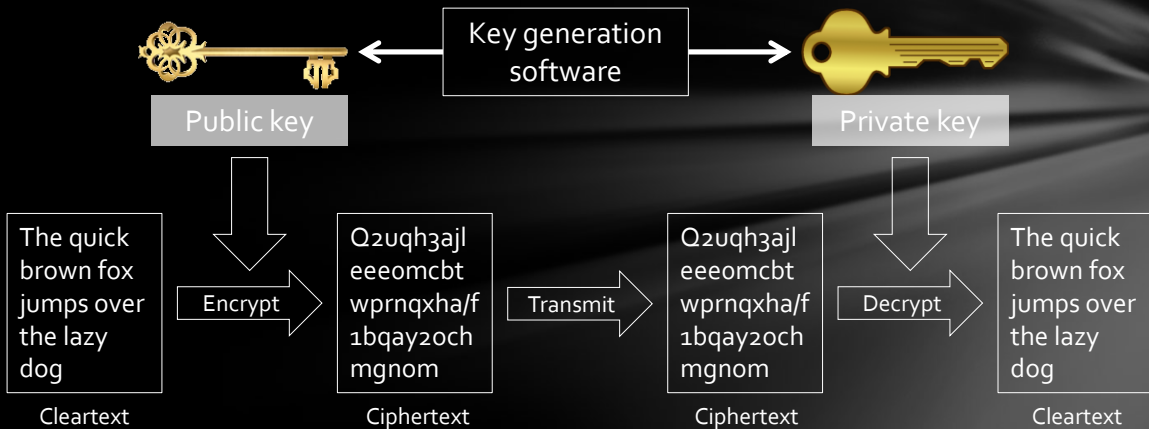 Key generation
software
Public key
Private key
The quick
brown fox
jumps over
the lazy
dog
Encrypt
Q2uqh3ajl
eeeomcbt
wprnqxha/f
1bqay2och
mgnom
Transmit
Q2uqh3ajl
eeeomcbt
wprnqxha/f
1bqay2och
mgnom
Decrypt
The quick
brown fox
jumps over
the lazy
dog
Cleartext
Ciphertext
Ciphertext
Cleartext